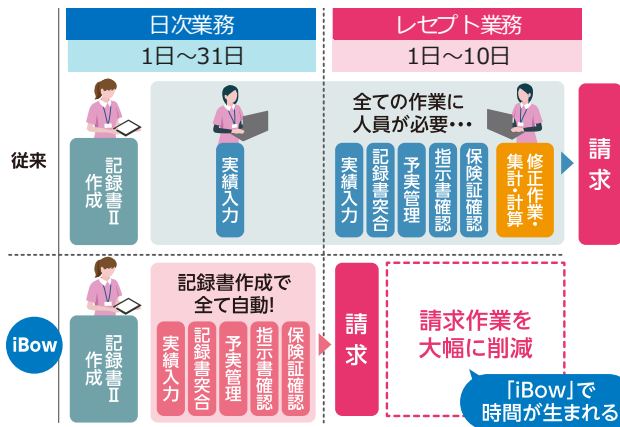 日次業務
レセプト業務
1日～31日
1日～10日
従来
記録書Ⅱ
作成
実績入力
全ての作業に
人員が必要･･･
実績入力
記録書突合
予実管理
指示書確認
保険証確認
修正作業・
集計・計算
請求
iBow
記録書Ⅱ
作成
記録書作成で
全て自動!
実績入力
記録書突合
予実管理
指示書確認
保険証確認
請求
請求作業を
大幅に削減
「iBow」で
時間が生まれる